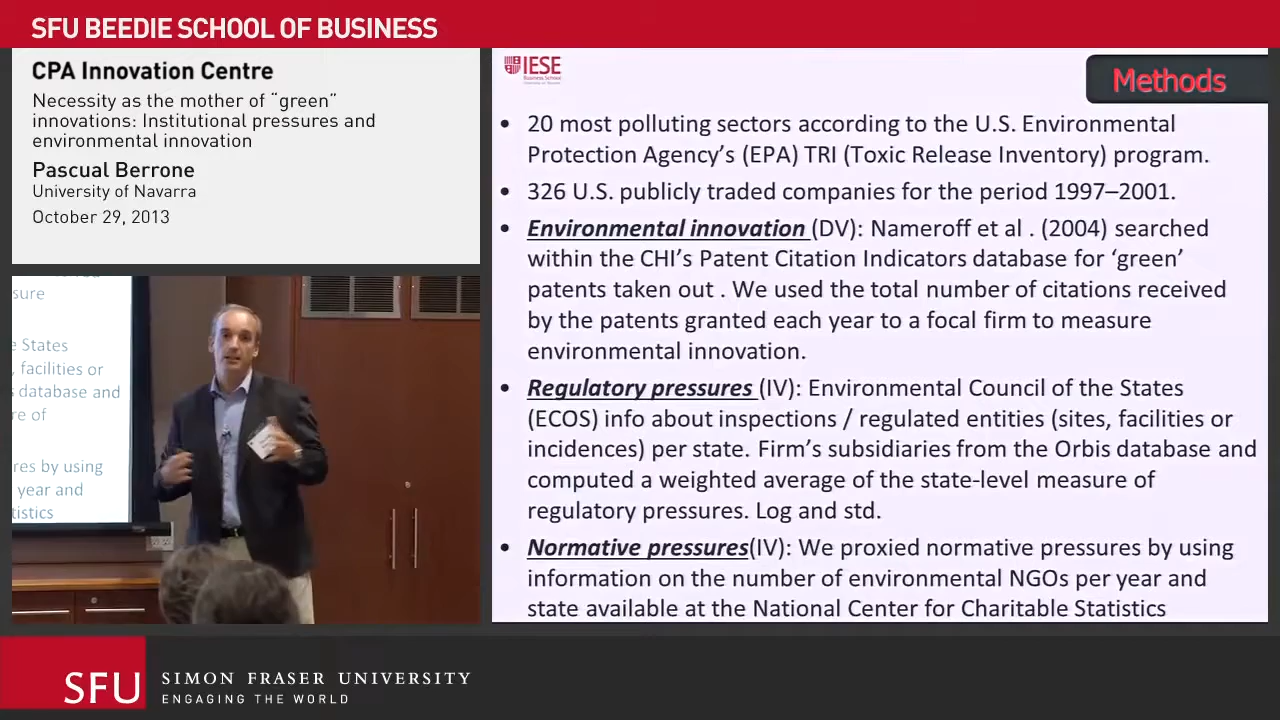 SFU BEEDIE SCHOOL OF BUSINESS
CPA Innovation Centre
Necessity as the mother of "green"
innovations: Institutional pressures and
environmental innovation
Pascual Berrone
University of Navarra
October 29, 2013
sure
e States
, facilities or
database and
re of
res by using
year and
tistics
IESE
Business School
University of Navarra
Methods
• 20 most polluting sectors according to the U.S. Environmental
Protection Agency's (EPA) TRI (Toxic Release Inventory) program.
• 326 U.S. publicly traded companies for the period 1997–2001.
• Environmental innovation (DV): Nameroff et al . (2004) searched
within the CHI's Patent Citation Indicators database for 'green'
patents taken out . We used the total number of citations received
by the patents granted each year to a focal firm to measure
environmental innovation.
• Regulatory pressures (IV): Environmental Council of the States
(ECOS) info about inspections / regulated entities (sites, facilities or
incidences) per state. Firm's subsidiaries from the Orbis database and
computed a weighted average of the state-level measure of
regulatory pressures. Log and std.
• Normative pressures(IV): We proxied normative pressures by using
information on the number of environmental NGOs per year and
state available at the National Center for Charitable Statistics
SFU
SIMON FRASER UNIVERSITY
ENGAGING THE WORLD